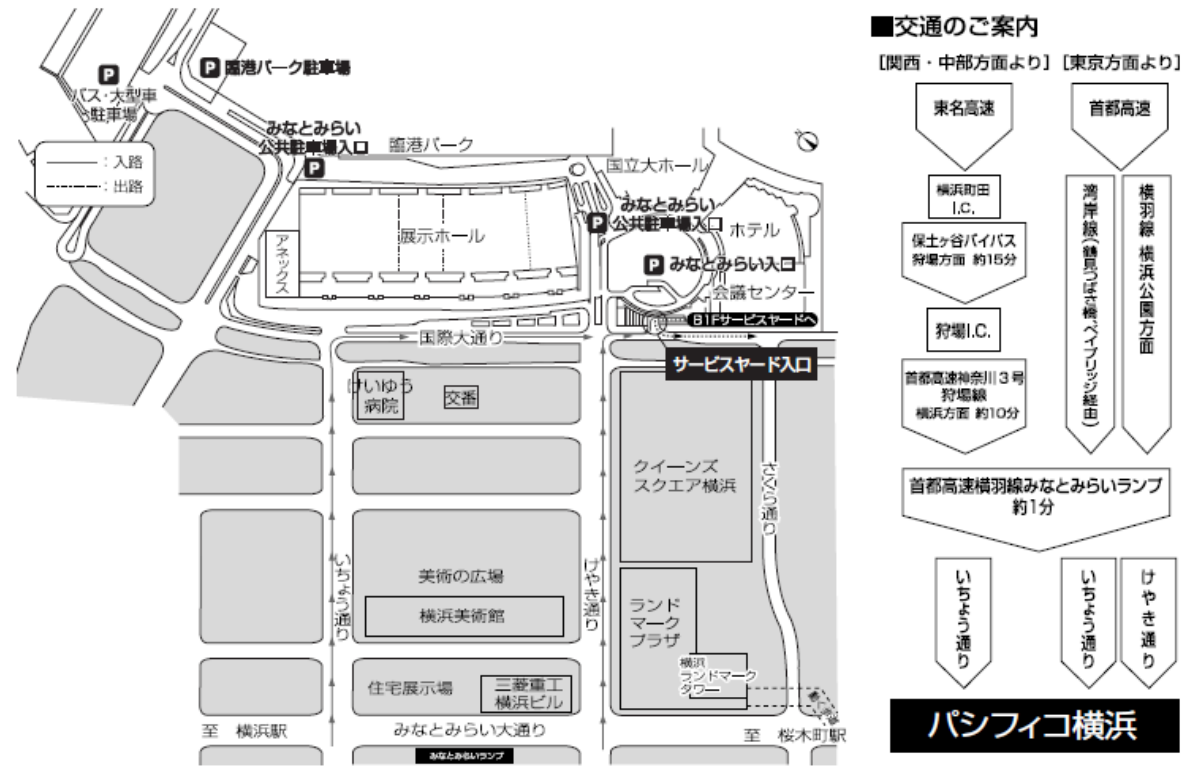 P 臨港パーク駐車場
P
バス・大型車
駐車場
みなとみらい
公共駐車場入口
P
臨港パーク
：入路
：出路
国立大ホール
みなとみらい
P 公共駐車場入口
展示ホール
アネックス
ホテル
P みなとみらい入口
会議センター
B1Fサービスヤードへ
国際大通り
サービスヤード入口
けいゆう
病院
交番
クイーンズ
スクエア横浜
さくら通り
いちょう通り
けやき通り
美術の広場
横浜美術館
ランド
マーク
プラザ
横浜
ランドマーク
タワー
住宅展示場
三菱重工
横浜ビル
動く歩道
至 横浜駅
みなとみらい大通り
至 桜木町駅
みなとみらいランプ
■交通のご案内
［関西・中部方面より］［東京方面より］
東名高速
首都高速
横浜町田
I.C.
保土ヶ谷バイパス
狩場方面 約15分
狩場I.C.
首都高速神奈川3号
狩場線
横浜方面 約10分
湾岸線（鶴見つばさ橋、ベイブリッジ経由）
横羽線 横浜公園方面
首都高速横羽線みなとみらいランプ
約1分
いちょう通り
いちょう通り
けやき通り
パシフィコ横浜